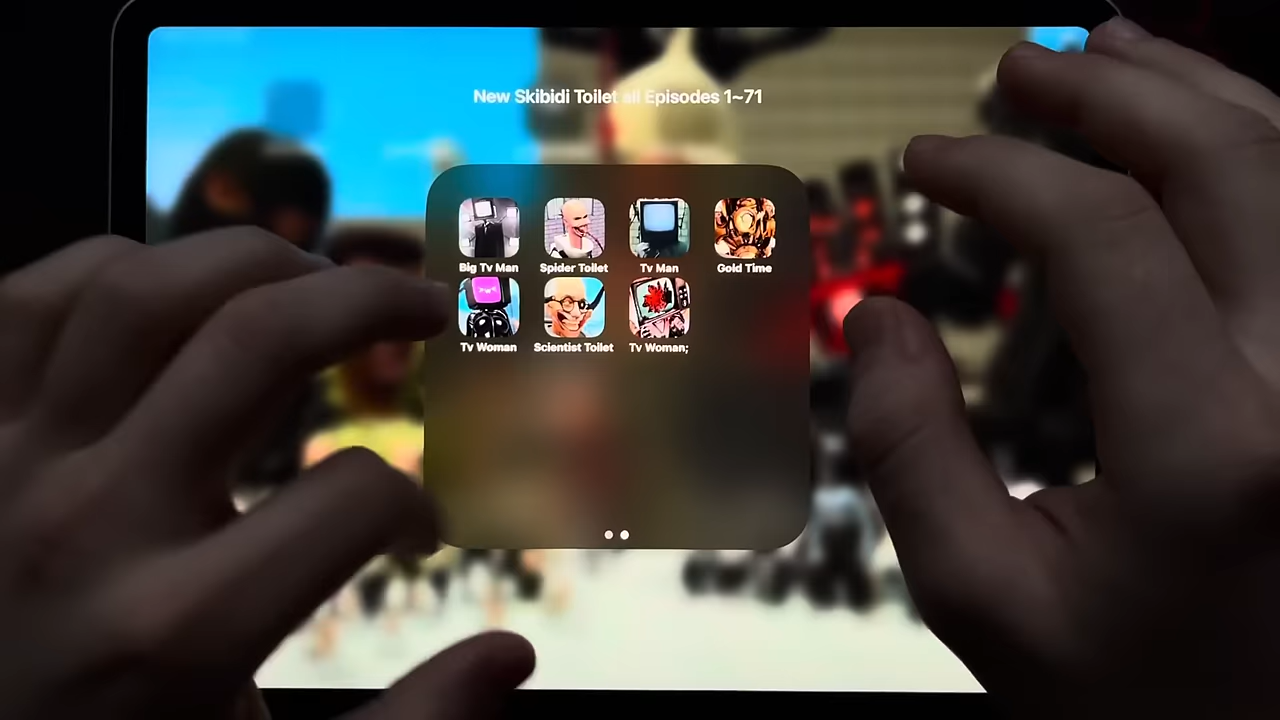 New Skibidi Toilet all Episodes 1~71
Big Tv Man
Spider Toilet
Tv Man
Gold Time
Tv Woman
Scientist Toilet
Tv Woman;